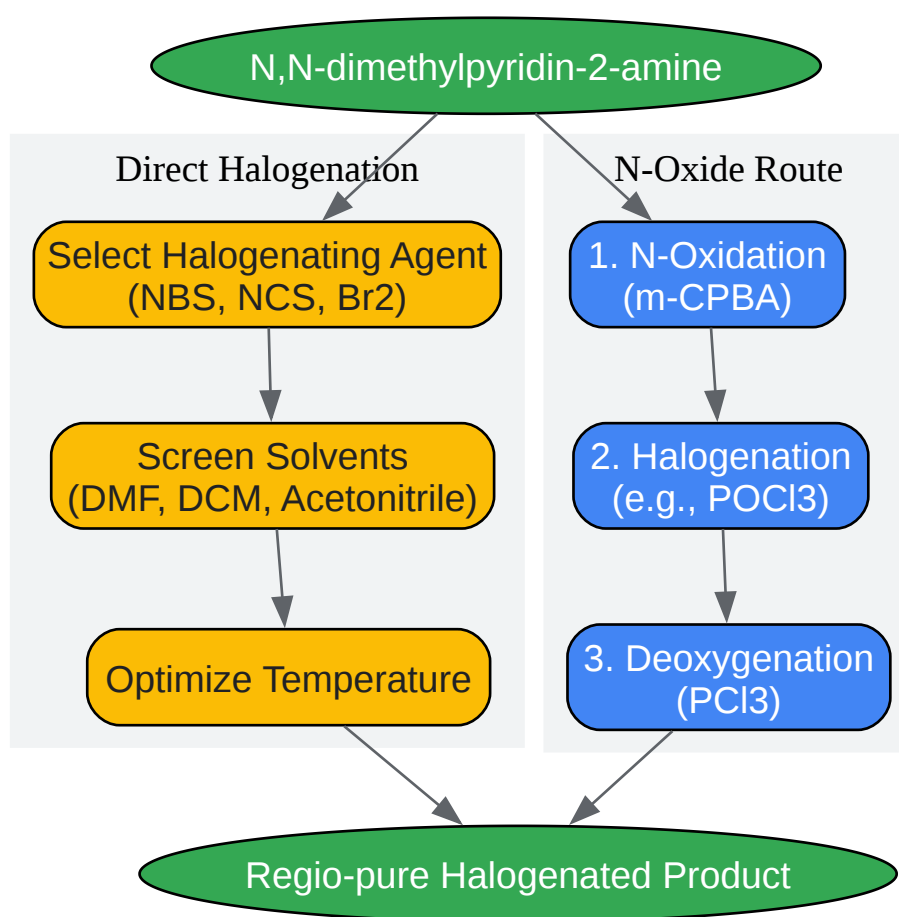 N,N-dimethylpyridin-2-amine
Direct Halogenation
Select Halogenating Agent
(NBS, NCS, Br2)
Screen Solvents
(DMF, DCM, Acetonitrile)
Optimize Temperature
N-Oxide Route
1. N-Oxidation
(m-CPBA)
2. Halogenation
(e.g., POCl3)
3. Deoxygenation
(PCl3)
Regio-pure Halogenated Product